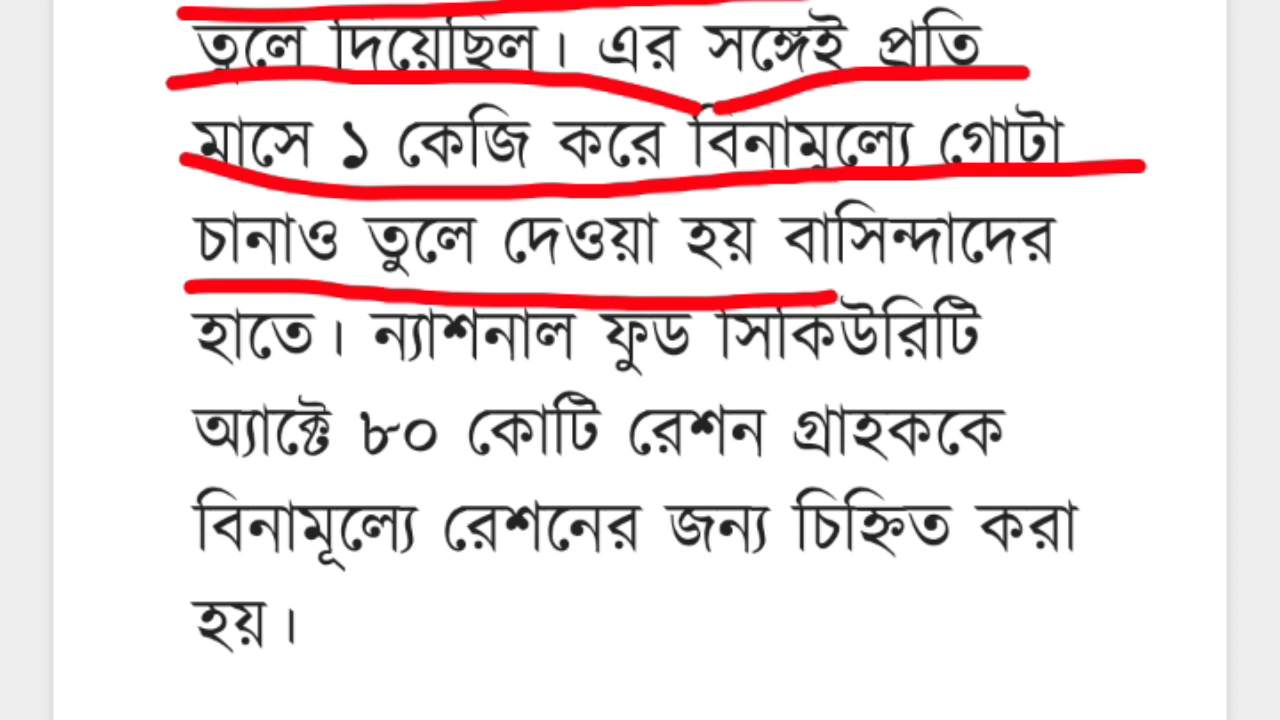 তুলে দিয়েছিল। এর সঙ্গেই প্রতি
মাসে ১ কেজি করে বিনামূল্যে গোটা
চানাও তুলে দেওয়া হয় বাসিন্দাদের
হাতে। ন্যাশনাল ফুড সিকিউরিটি
অ্যাক্টে ৮০ কোটি রেশন গ্রাহককে
বিনামূল্যে রেশনের জন্য চিহ্নিত করা
হয়।